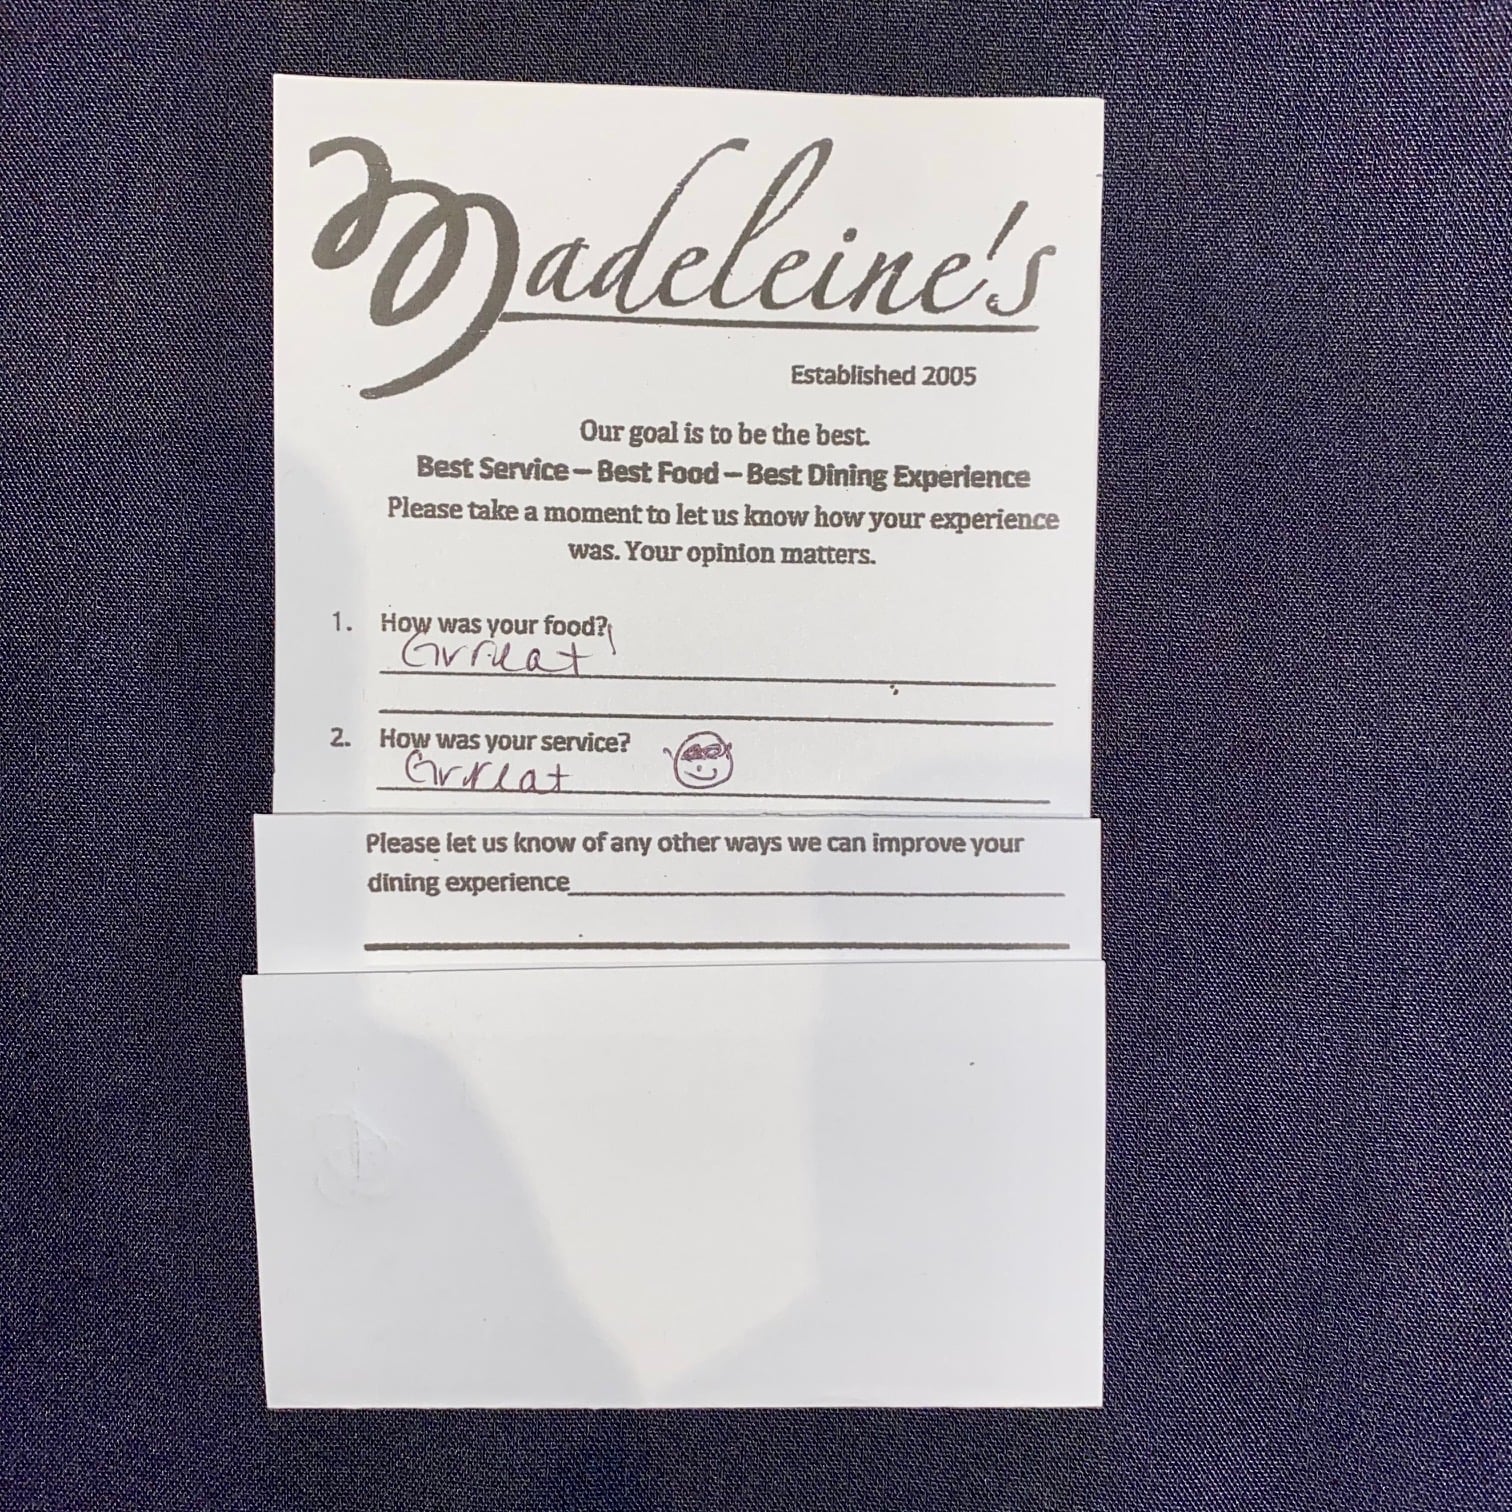 Madeleine's
Established 2005
Our goal is to be the best.
Best Service – Best Food – Best Dining Experience
Please take a moment to let us know how your experience
was. Your opinion matters.
1. How was your food?
Grreat
2. How was your service?
Grreat
Please let us know of any other ways we can improve your
dining experience